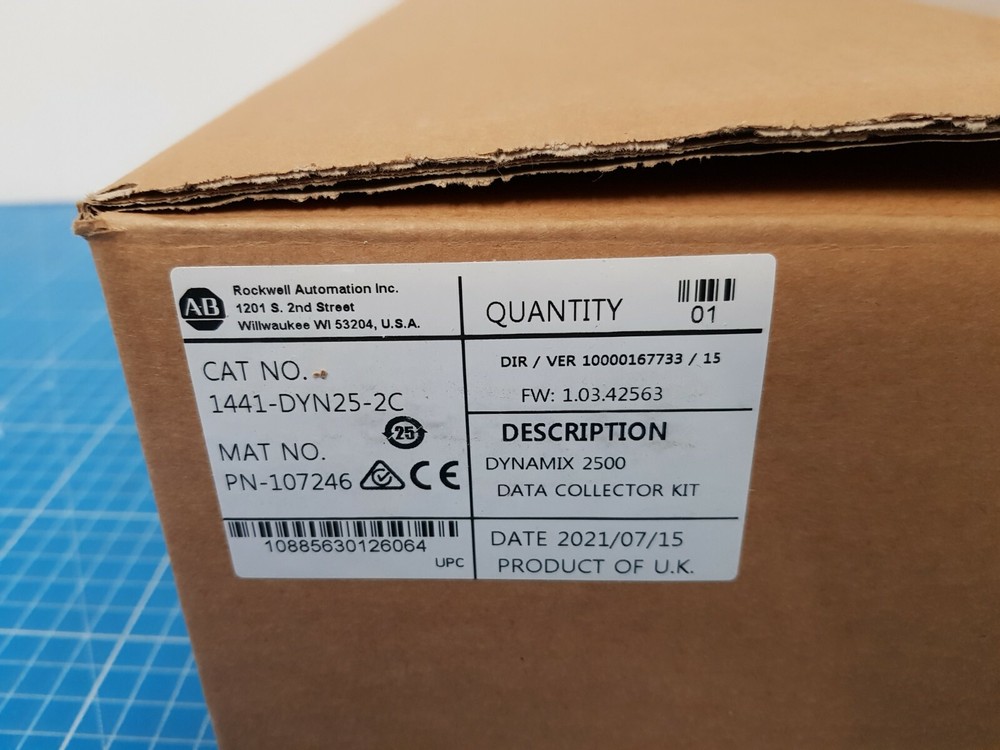 A-B
Rockwell Automation Inc.
1201 S. 2nd Street
Willwaukee WI 53204, U.S.A.
QUANTITY
01
CAT NO.
1441-DYN25-2C
DIR / VER 10000167733 / 15
FW: 1.03.42563
25
MAT NO.
PN-107246
CE
DESCRIPTION
DYNAMIX 2500
DATA COLLECTOR KIT
10885630126064
UPC
DATE 2021/07/15
PRODUCT OF U.K.